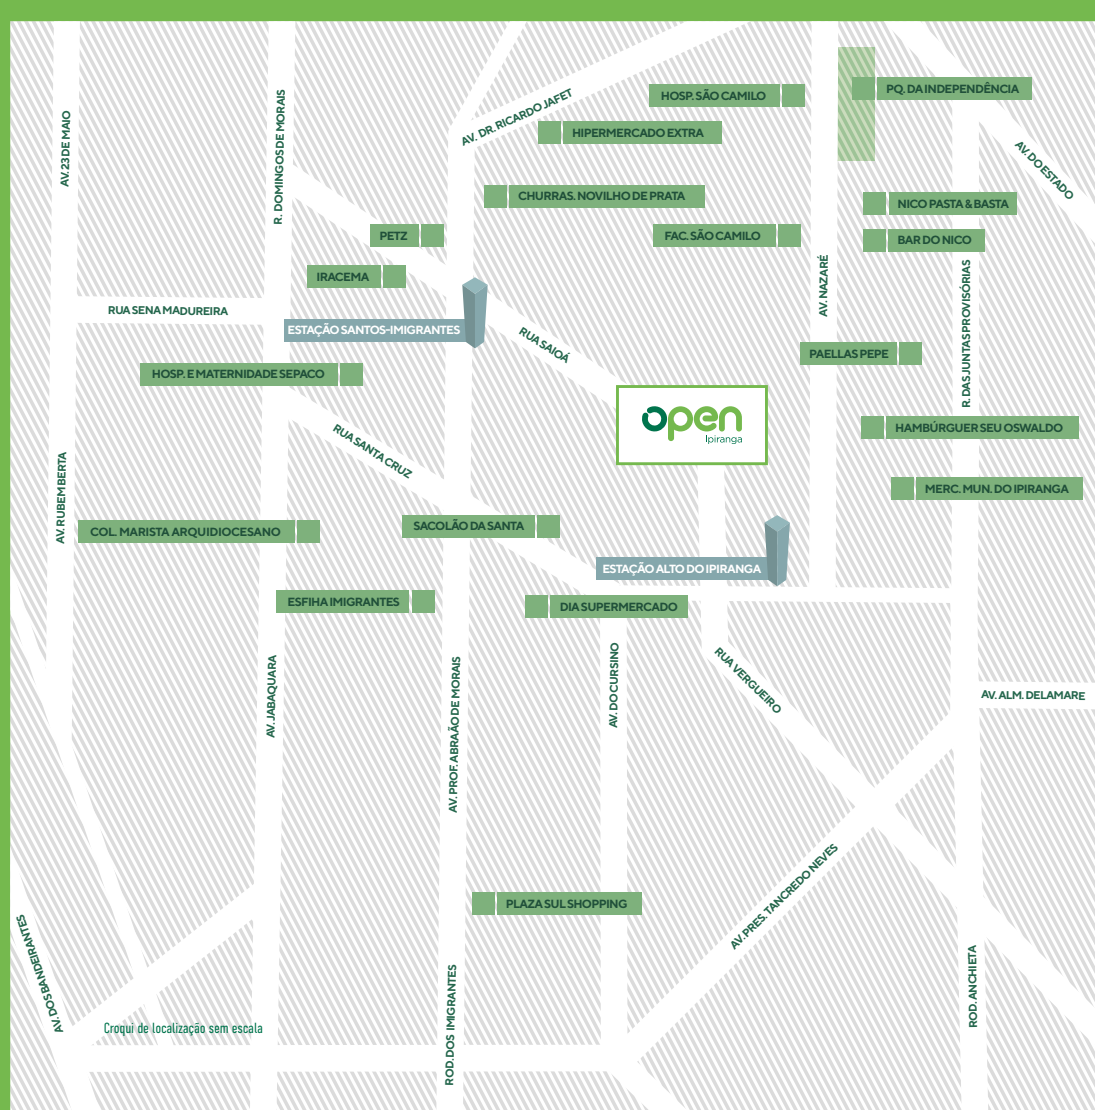 HOSP. SÃO CAMILO
PQ. DA INDEPENDÊNCIA
AV. DR. RICARDO JAFET
HIPERMERCADO EXTRA
AV. 23 DE MAIO
R. DOMINGOS DE MORAIS
AV. DO ESTADO
CHURRAS. NOVILHO DE PRATA
NICO PASTA & BASTA
PETZ
FAC. SÃO CAMILO
BAR DO NICO
IRACEMA
AV. NAZARÉ
R. DAS JUNTAS PROVISÓRIAS
RUA SENA MADUREIRA
ESTAÇÃO SANTOS-IMIGRANTES
RUA SAIOÁ
PAELLAS PEPE
HOSP. E MATERNIDADE SEPACO
open
Ipiranga
HAMBÚRGUER SEU OSWALDO
RUA SANTA CRUZ
AV. RUBEM BERTA
MERC. MUN. DO IPIRANGA
COL. MARISTA ARQUIDIOCESANO
SACOLÃO DA SANTA
ESTAÇÃO ALTO DO IPIRANGA
ESFIHA IMIGRANTES
DIA SUPERMERCADO
AV. JABAQUARA
AV. PROF. ABRAÃO DE MORAIS
AV. DO CURSINO
RUA VERGUEIRO
AV. ALM. DELAMARE
PLAZA SUL SHOPPING
AV. PRES. TANCREDO NEVES
AV. DOS BANDEIRANTES
ROD. DOS IMIGRANTES
ROD. ANCHIETA
Croqui de localização sem escala